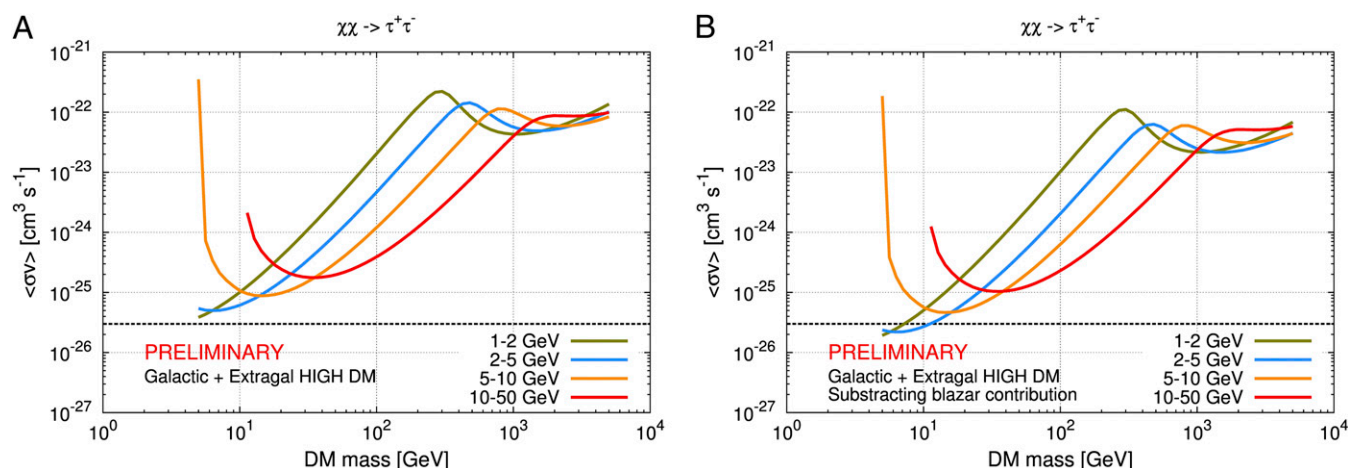 A
χχ -> τ⁺τ⁻
<σv> [cm³ s⁻¹]
10⁻²¹
10⁻²²
10⁻²³
10⁻²⁴
10⁻²⁵
10⁻²⁶
10⁻²⁷
PRELIMINARY
Galactic + Extragal HIGH DM
1-2 GeV
2-5 GeV
5-10 GeV
10-50 GeV
10⁰ 10¹ 10² 10³ 10⁴
DM mass [GeV]
B
χχ -> τ⁺τ⁻
<σv> [cm³ s⁻¹]
10⁻²¹
10⁻²²
10⁻²³
10⁻²⁴
10⁻²⁵
10⁻²⁶
10⁻²⁷
PRELIMINARY
Galactic + Extragal HIGH DM
Substracting blazar contribution
1-2 GeV
2-5 GeV
5-10 GeV
10-50 GeV
10⁰ 10¹ 10² 10³ 10⁴
DM mass [GeV]